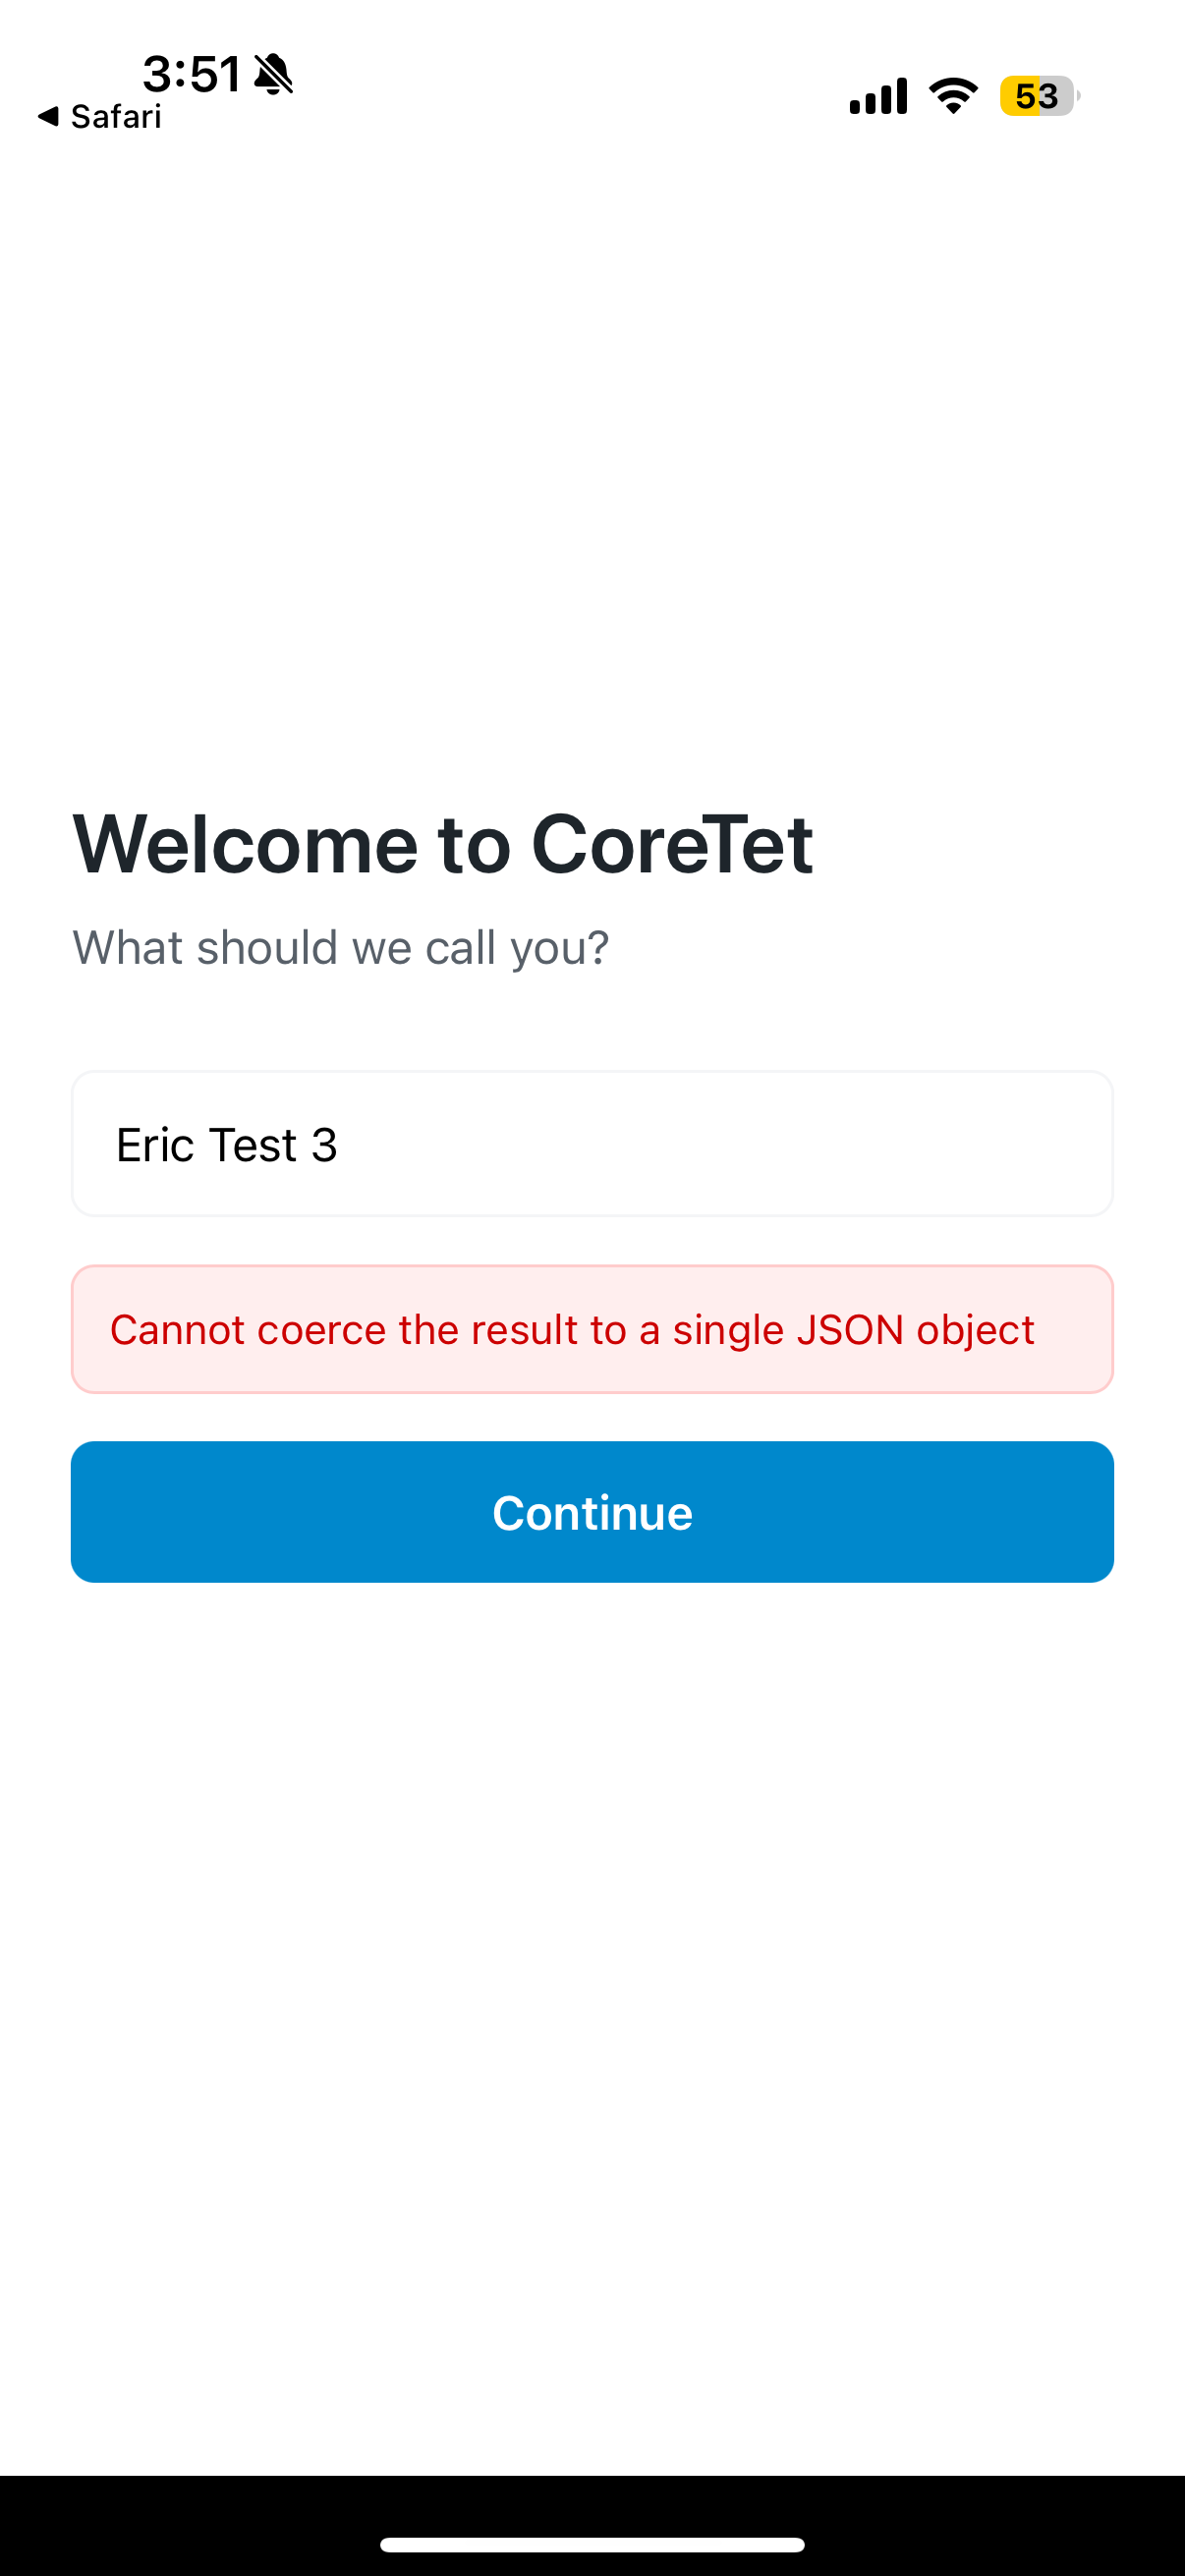 3:51
Safari
53
Welcome to CoreTet
What should we call you?
Eric Test 3
Cannot coerce the result to a single JSON object
Continue